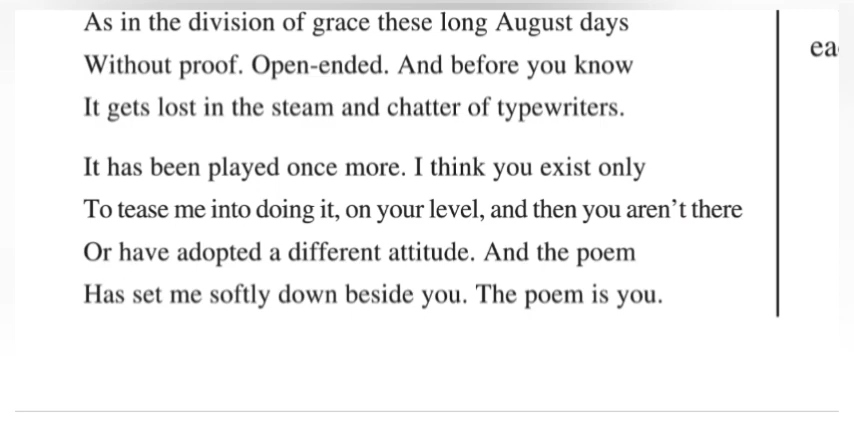 As in the division of grace these long August days
Without proof. Open-ended. And before you know
It gets lost in the steam and chatter of typewriters.
It has been played once more. I think you exist only
To tease me into doing it, on your level, and then you aren’t there
Or have adopted a different attitude. And the poem
Has set me softly down beside you. The poem is you.